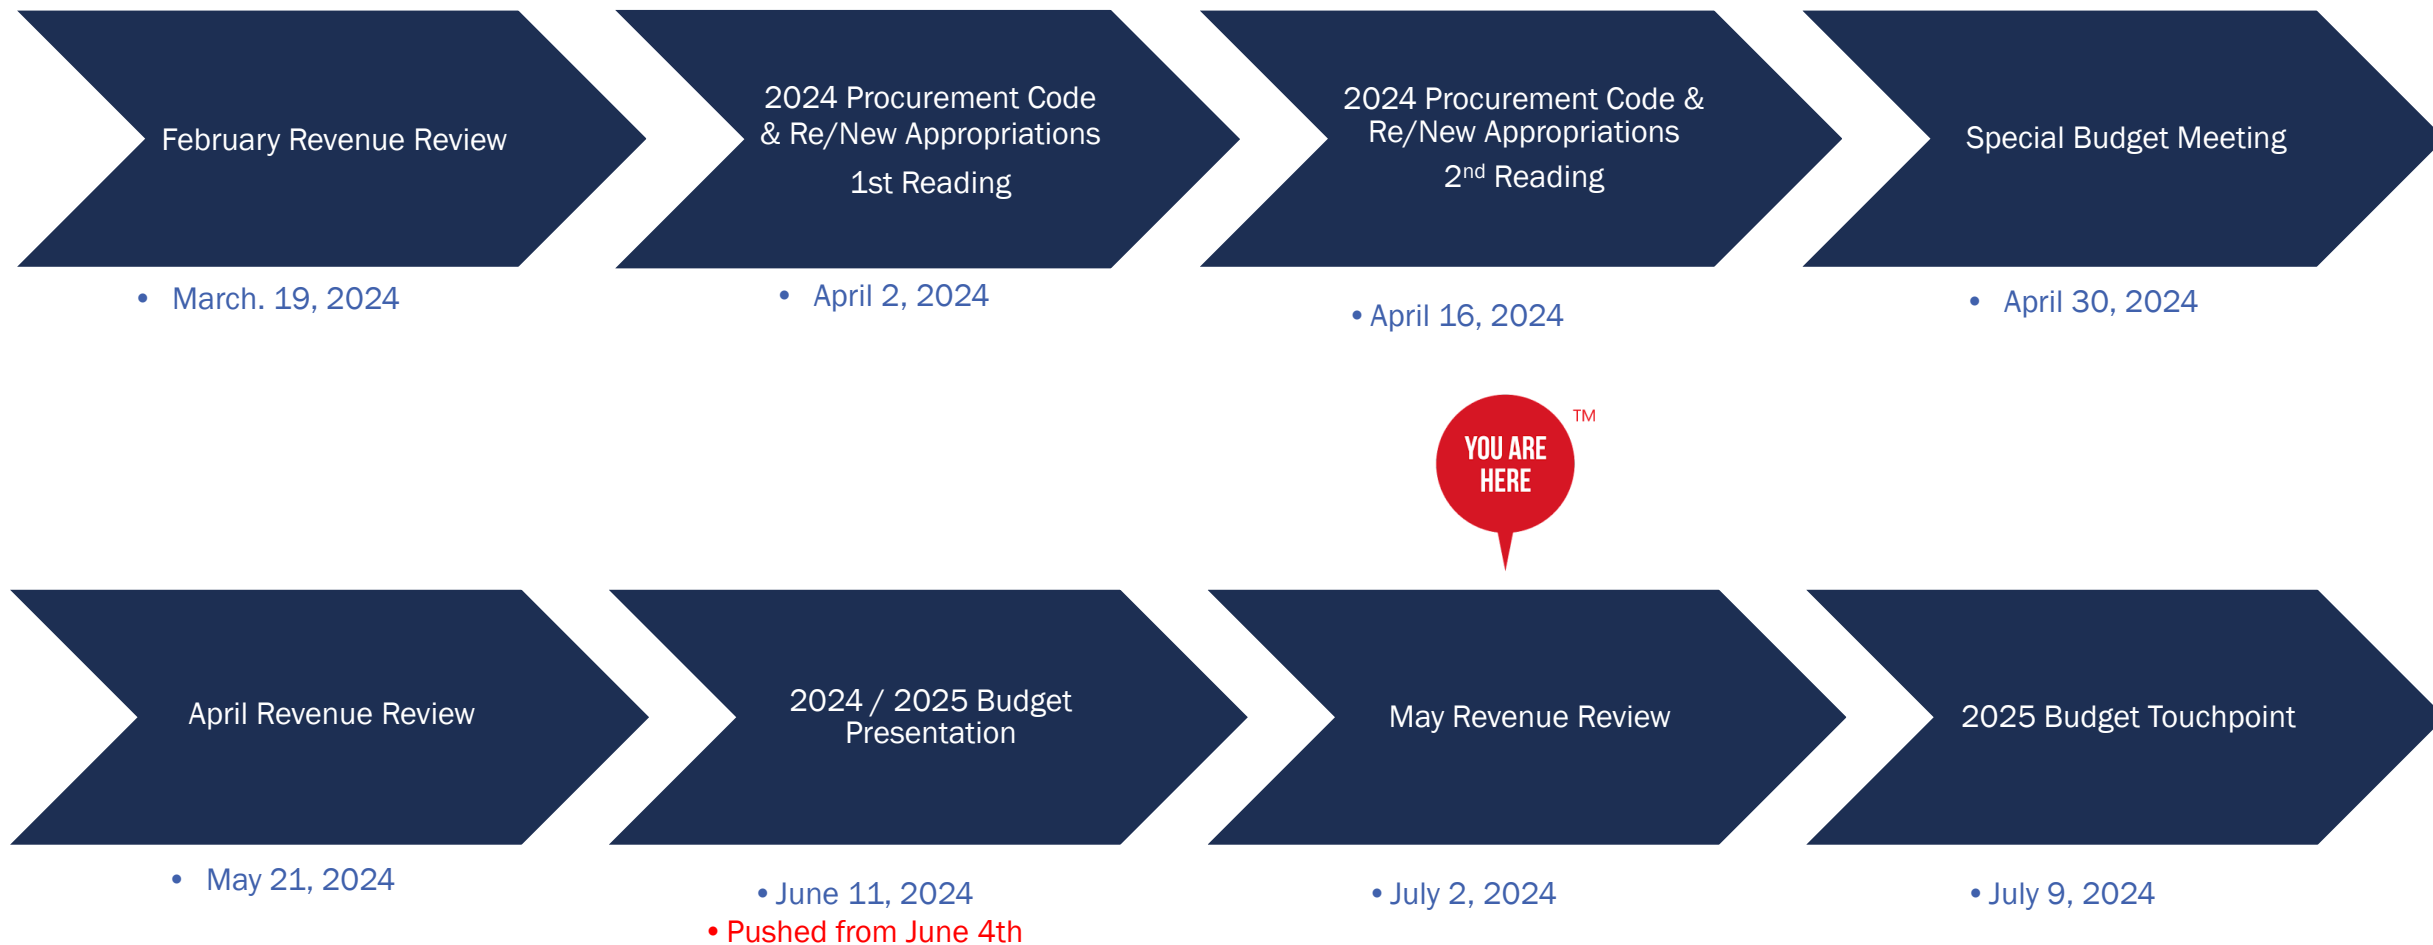 February Revenue Review
• March. 19, 2024
2024 Procurement Code
& Re/New Appropriations
1st Reading
• April 2, 2024
2024 Procurement Code &
Re/New Appropriations
2nd Reading
• April 16, 2024
Special Budget Meeting
• April 30, 2024
YOU ARE
HERE
TM
April Revenue Review
• May 21, 2024
2024 / 2025 Budget
Presentation
• June 11, 2024
• Pushed from June 4th
May Revenue Review
• July 2, 2024
2025 Budget Touchpoint
• July 9, 2024